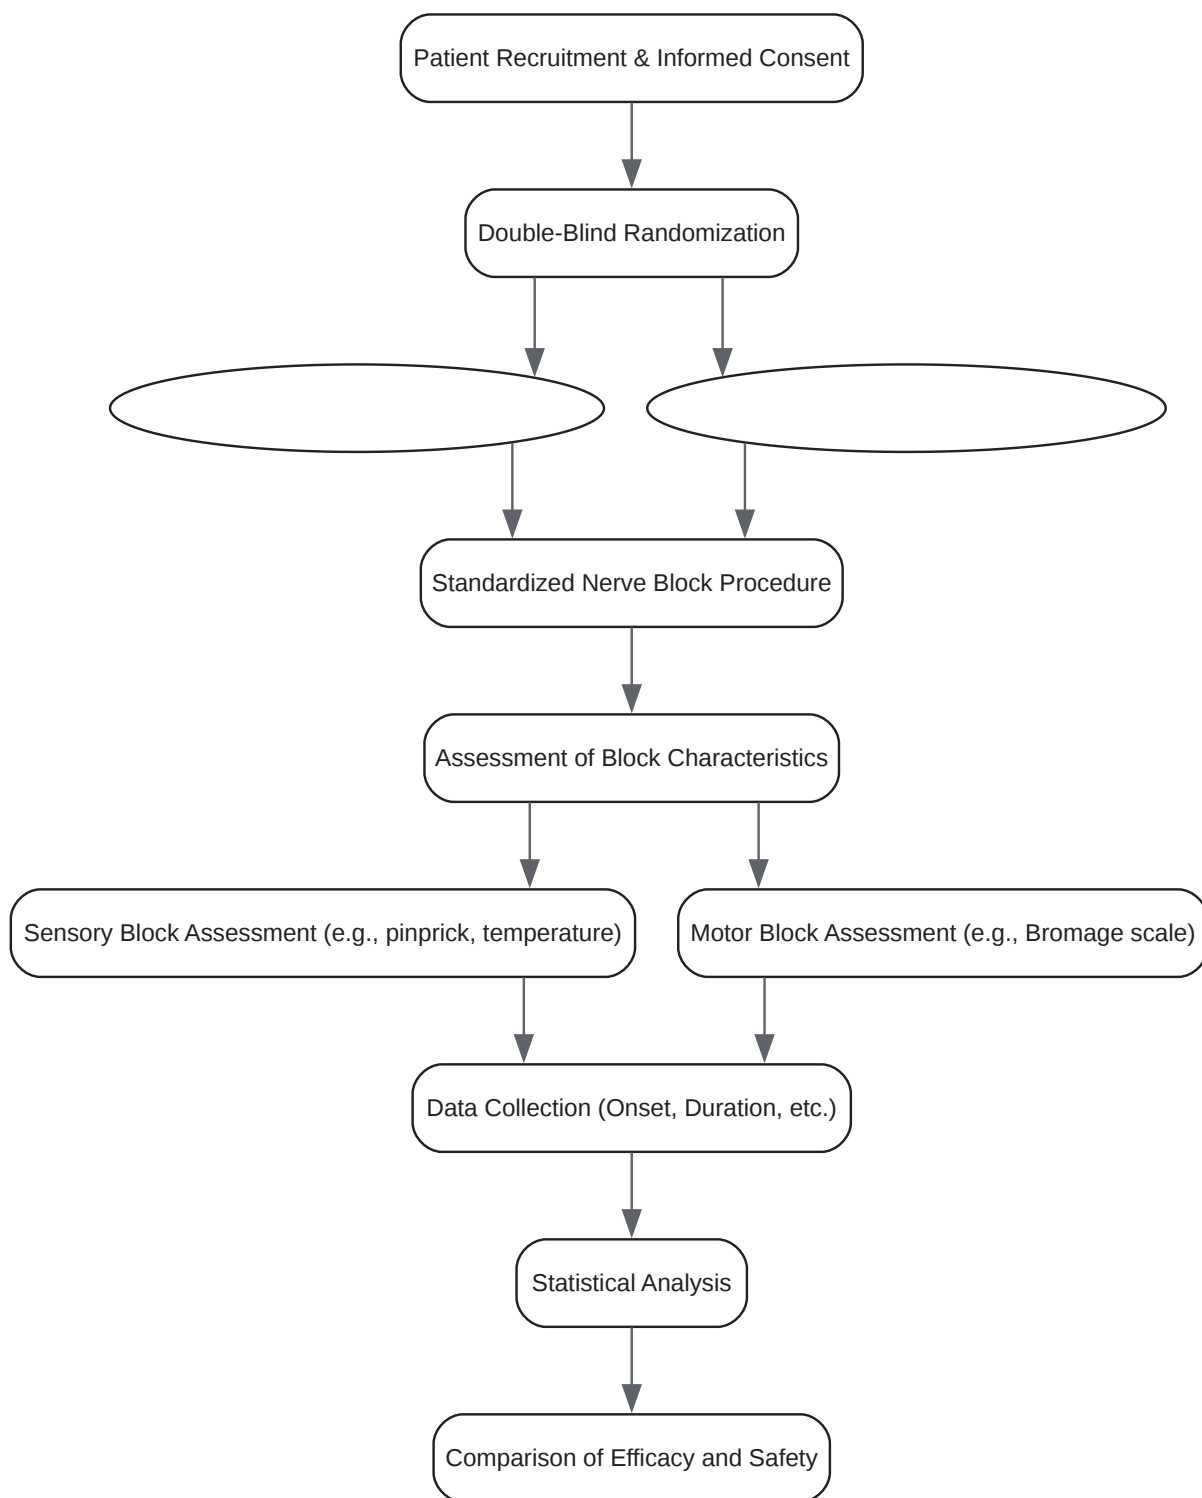 Patient Recruitment & Informed Consent
Double-Blind Randomization
Standardized Nerve Block Procedure
Assessment of Block Characteristics
Sensory Block Assessment (e.g., pinprick, temperature)
Motor Block Assessment (e.g., Bromage scale)
Data Collection (Onset, Duration, etc.)
Statistical Analysis
Comparison of Efficacy and Safety